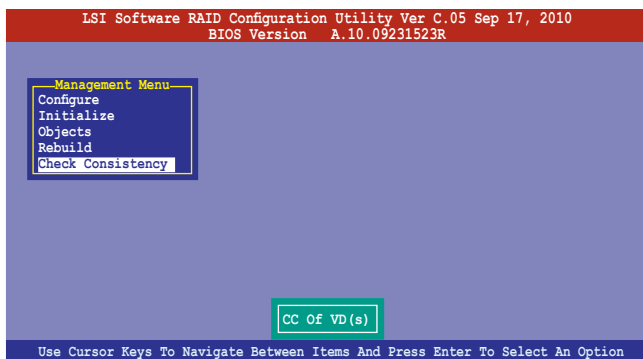 LSI Software RAID Configuration Utility Ver C.05 Sep 17, 2010
BIOS Version A.10.09231523R
Management Menu
Configure
Initialize
Objects
Rebuild
Check Consistency
CC Of VD(s)
Use Cursor Keys To Navigate Between Items And Press Enter To Select An Option